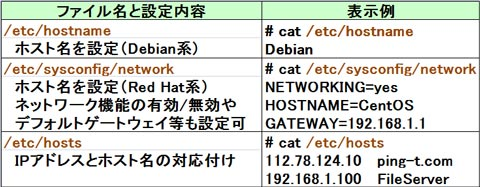 ファイル名と設定内容
表示例
/etc/hostname
ホスト名を設定(Debian系)
# cat /etc/hostname
Debian
/etc/sysconfig/network
ホスト名を設定(Red Hat系)
ネットワーク機能の有効/無効や
デフォルトゲートウェイ等も設定可
# cat /etc/sysconfig/network
NETWORKING=yes
HOSTNAME=CentOS
GATEWAY=192.168.1.1
/etc/hosts
IPアドレスとホスト名の対応付け
# cat /etc/hosts
112.78.124.10 ping-t.com
192.168.1.100 FileServer